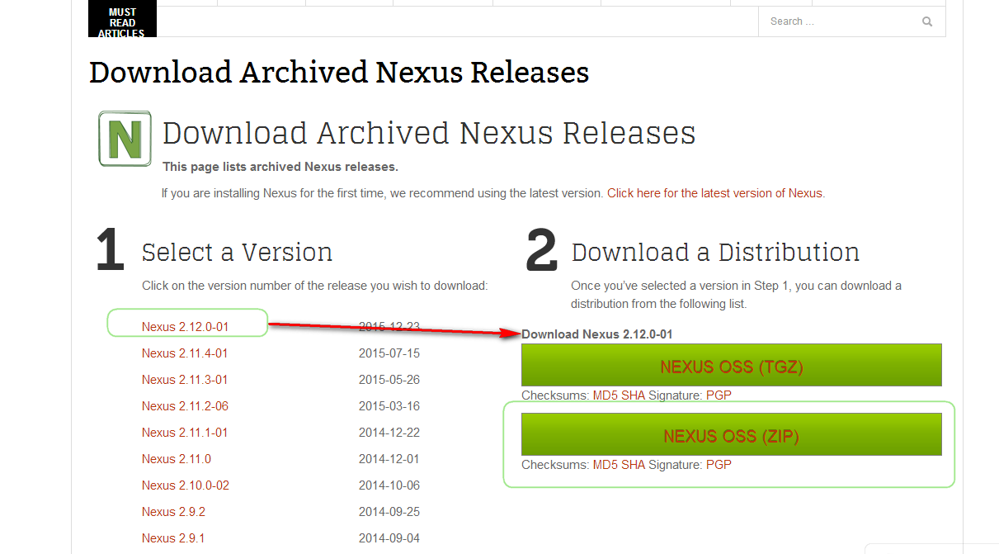 MUST
READ
ARTICLES
Search ...
Download Archived Nexus Releases
N
Download Archived Nexus Releases
This page lists archived Nexus releases.
If you are installing Nexus for the first time, we recommend using the latest version. Click here for the latest version of Nexus.
1 Select a Version
Click on the version number of the release you wish to download:
Nexus 2.12.0-01 2015-12-23
Nexus 2.11.4-01 2015-07-15
Nexus 2.11.3-01 2015-05-26
Nexus 2.11.2-06 2015-03-16
Nexus 2.11.1-01 2014-12-22
Nexus 2.11.0 2014-12-01
Nexus 2.10.0-02 2014-10-06
Nexus 2.9.2 2014-09-25
Nexus 2.9.1 2014-09-04
2 Download a Distribution
Once you’ve selected a version in Step 1, you can download a
distribution from the following list.
Download Nexus 2.12.0-01
NEXUS OSS (TGZ)
Checksums: MD5 SHA Signature: PGP
NEXUS OSS (ZIP)
Checksums: MD5 SHA Signature: PGP